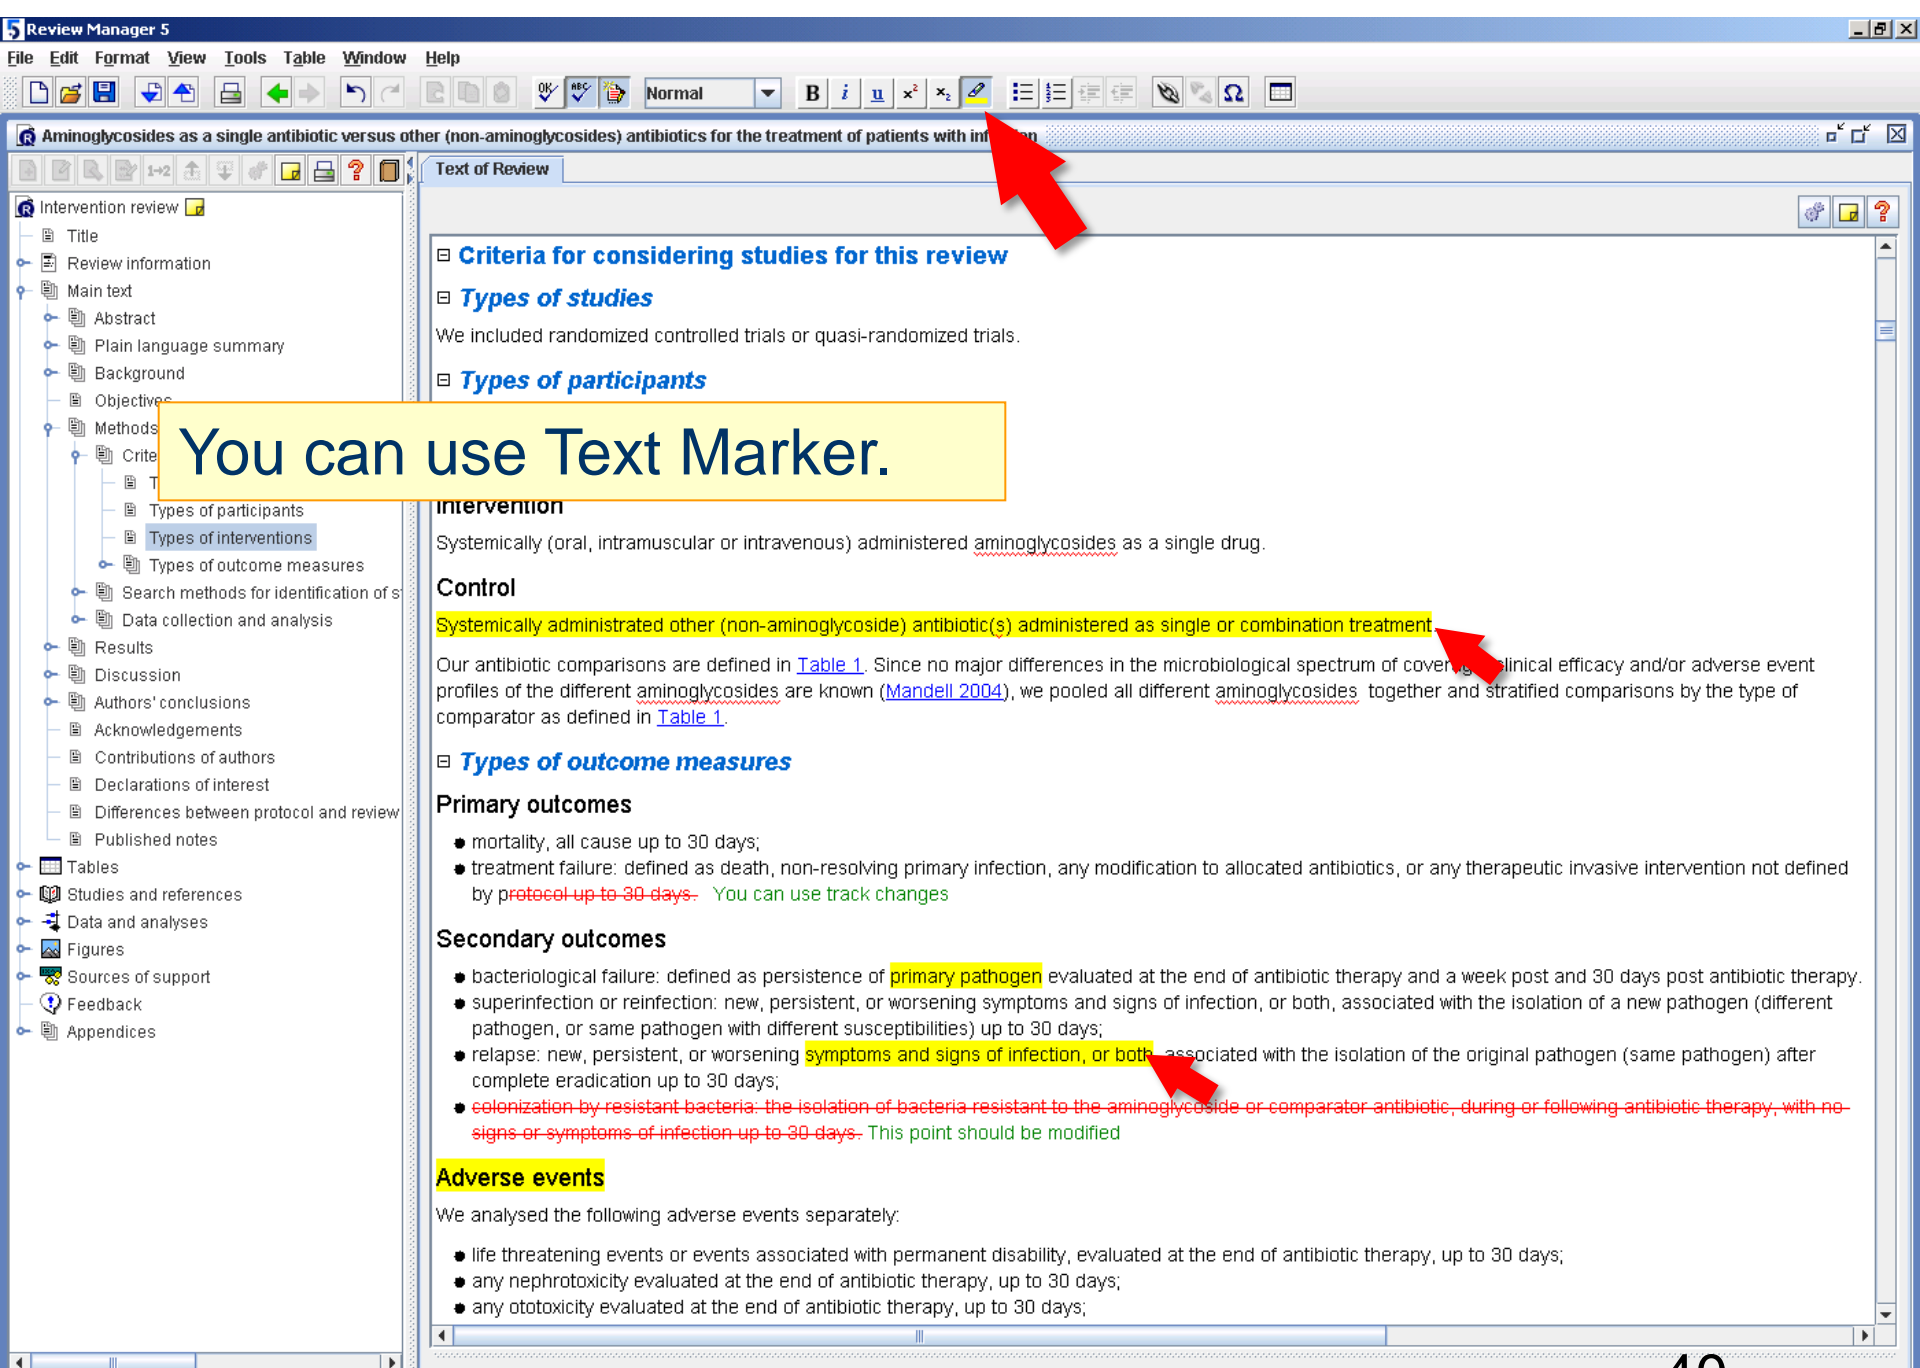 Review Manager 5
File Edit Format View Tools Table Window Help
Normal B i u x² x₂ Ω
Aminoglycosides as a single antibiotic versus other (non-aminoglycosides) antibiotics for the treatment of patients with
1→2
Text of Review
Intervention review
Title
Review information
Main text
Abstract
Plain language summary
Background
Objectives
Methods
Types of participants
Types of interventions
Types of outcome measures
Search methods for identification of s
Data collection and analysis
Results
Discussion
Authors' conclusions
Acknowledgements
Contributions of authors
Declarations of interest
Differences between protocol and review
Published notes
Tables
Studies and references
Data and analyses
Figures
Sources of support
Feedback
Appendices
You can use Text Marker.
Criteria for considering studies for this review
Types of studies
We included randomized controlled trials or quasi-randomized trials.
Types of participants
Intervention
Systemically (oral, intramuscular or intravenous) administered aminoglycosides as a single drug.
Control
Systemically administrated other (non-aminoglycoside) antibiotic(s) administered as single or combination treatment
Our antibiotic comparisons are defined in Table 1. Since no major differences in the microbiological spectrum of clinical efficacy and/or adverse event
profiles of the different aminoglycosides are known (Mandell 2004), we pooled all different aminoglycosides together and stratified comparisons by the type of
comparator as defined in Table 1.
Types of outcome measures
Primary outcomes
mortality, all cause up to 30 days;
treatment failure: defined as death, non-resolving primary infection, any modification to allocated antibiotics, or any therapeutic invasive intervention not defined
by protocol up to 30 days. You can use track changes
Secondary outcomes
bacteriological failure: defined as persistence of primary pathogen evaluated at the end of antibiotic therapy and a week post and 30 days post antibiotic therapy.
superinfection or reinfection: new, persistent, or worsening symptoms and signs of infection, or both, associated with the isolation of a new pathogen (different
pathogen, or same pathogen with different susceptibilities) up to 30 days;
relapse: new, persistent, or worsening symptoms and signs of infection, or both, associated with the isolation of the original pathogen (same pathogen) after
complete eradication up to 30 days;
colonization by resistant bacteria: the isolation of bacteria resistant to the aminoglycoside or comparator antibiotic, during or following antibiotic therapy, with no
signs or symptoms of infection up to 30 days. This point should be modified
Adverse events
We analysed the following adverse events separately:
life threatening events or events associated with permanent disability, evaluated at the end of antibiotic therapy, up to 30 days;
any nephrotoxicity evaluated at the end of antibiotic therapy, up to 30 days;
any ototoxicity evaluated at the end of antibiotic therapy, up to 30 days;